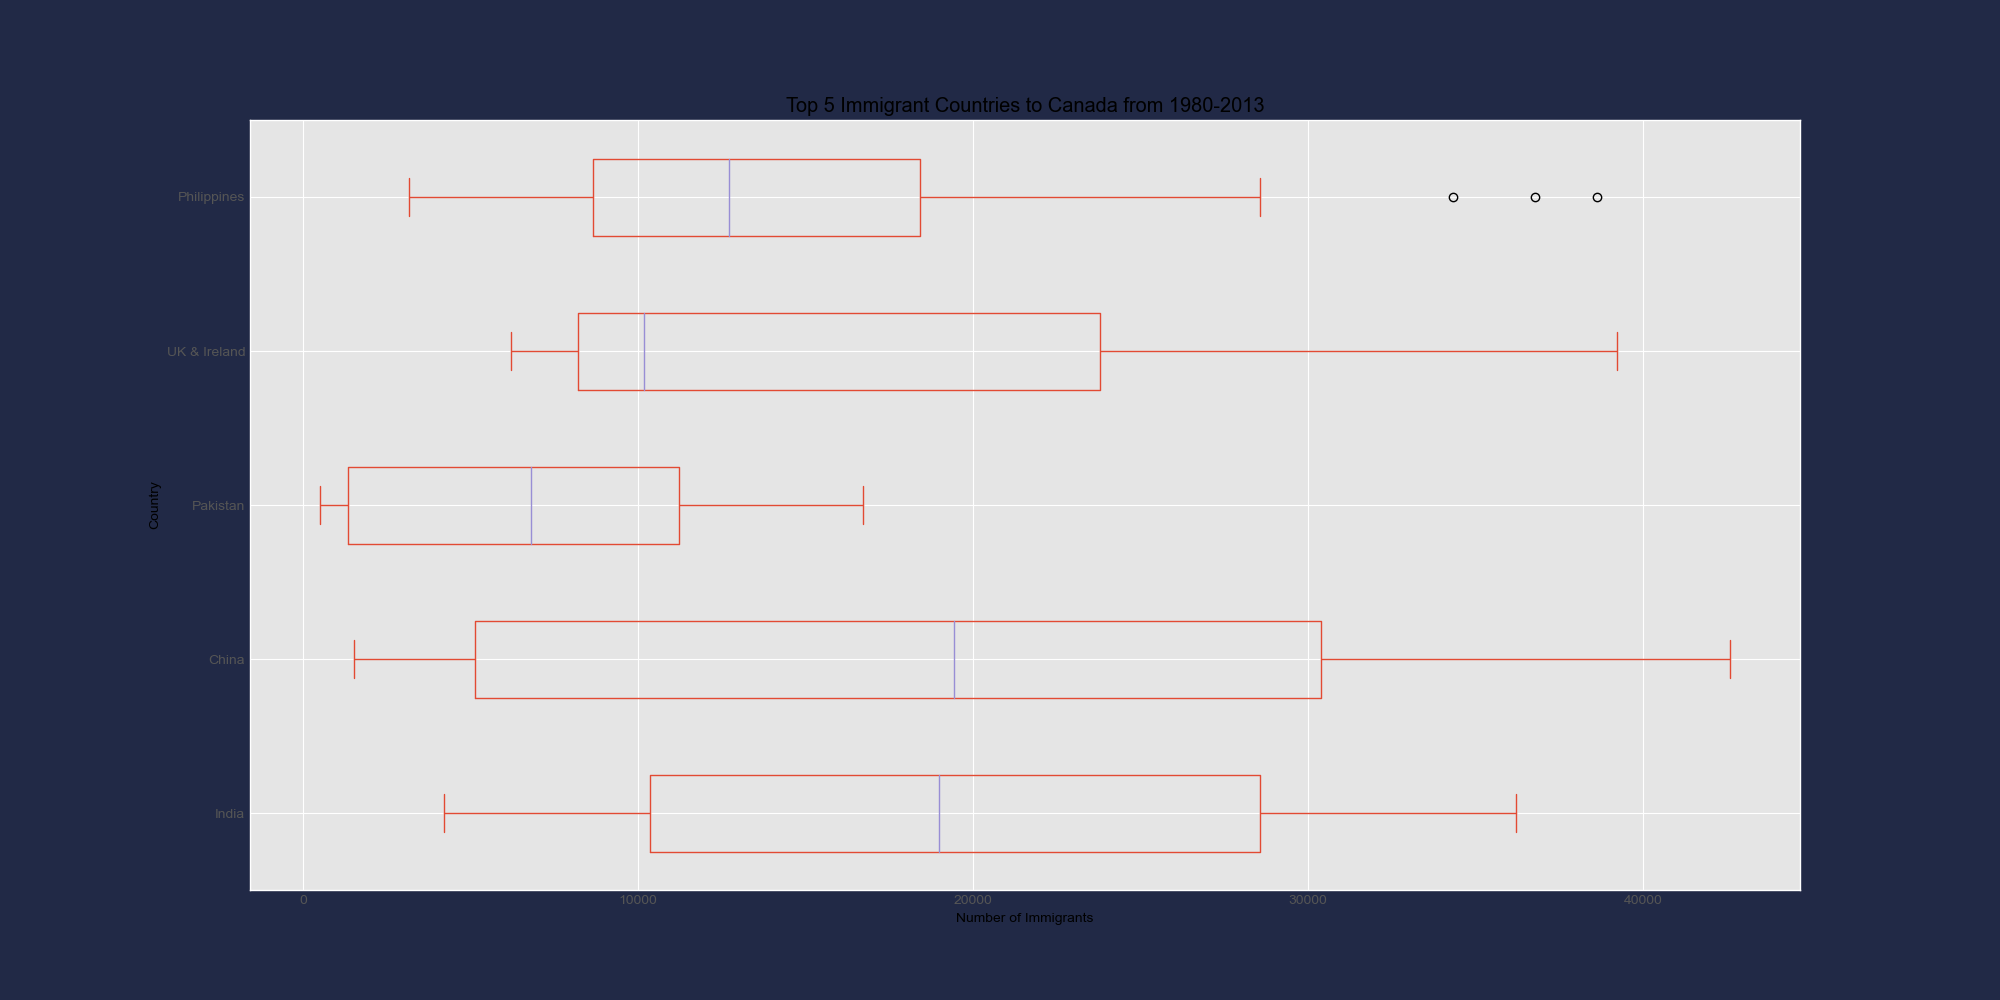 Top 5 Immigrant Countries to Canada from 1980-2013
Philippines
UK & Ireland
Pakistan
China
India
Country
0 10000 20000 30000 40000
Number of Immigrants